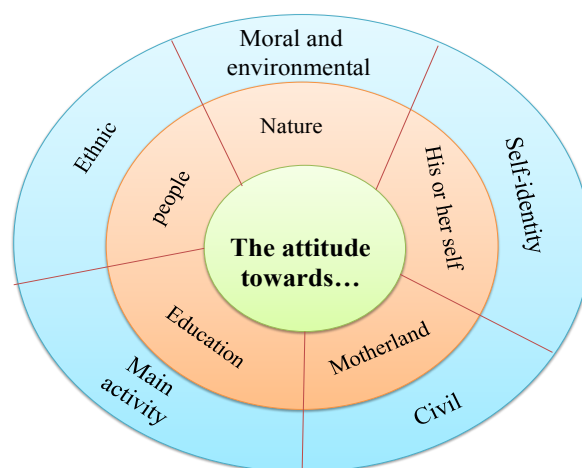 Moral and
environmental
Nature
Ethnic
people
His or her self
Self-identity
The attitude
towards…
Education
Motherland
Main
activity
Civil